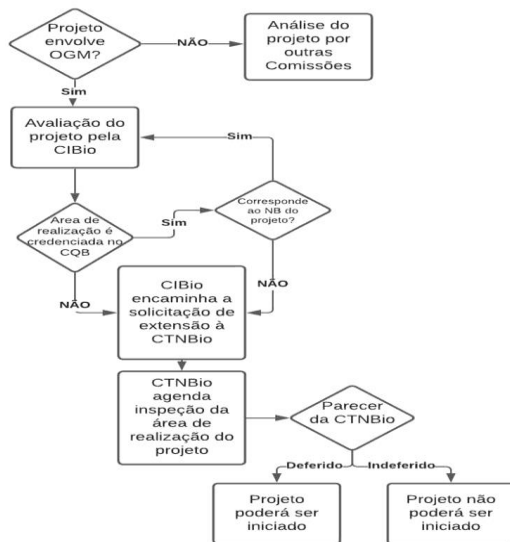 Projeto
envolve
OGM?
NÃO
Análise do
projeto por
outras
Comissões
Sim
Avaliação do
projeto pela
CIBio
Sim
Área de
realização é
credenciada no
CQB
Sim
Corresponde
ao NB do
projeto?
NÃO
NÃO
CIBio
encaminha a
solicitação de
extensão à
CTNBio
CTNBio
agenda
inspeção da
área de
realização do
projeto
Parecer
da CTNBio
Deferido
Indeferido
Projeto
poderá ser
iniciado
Projeto não
poderá ser
iniciado